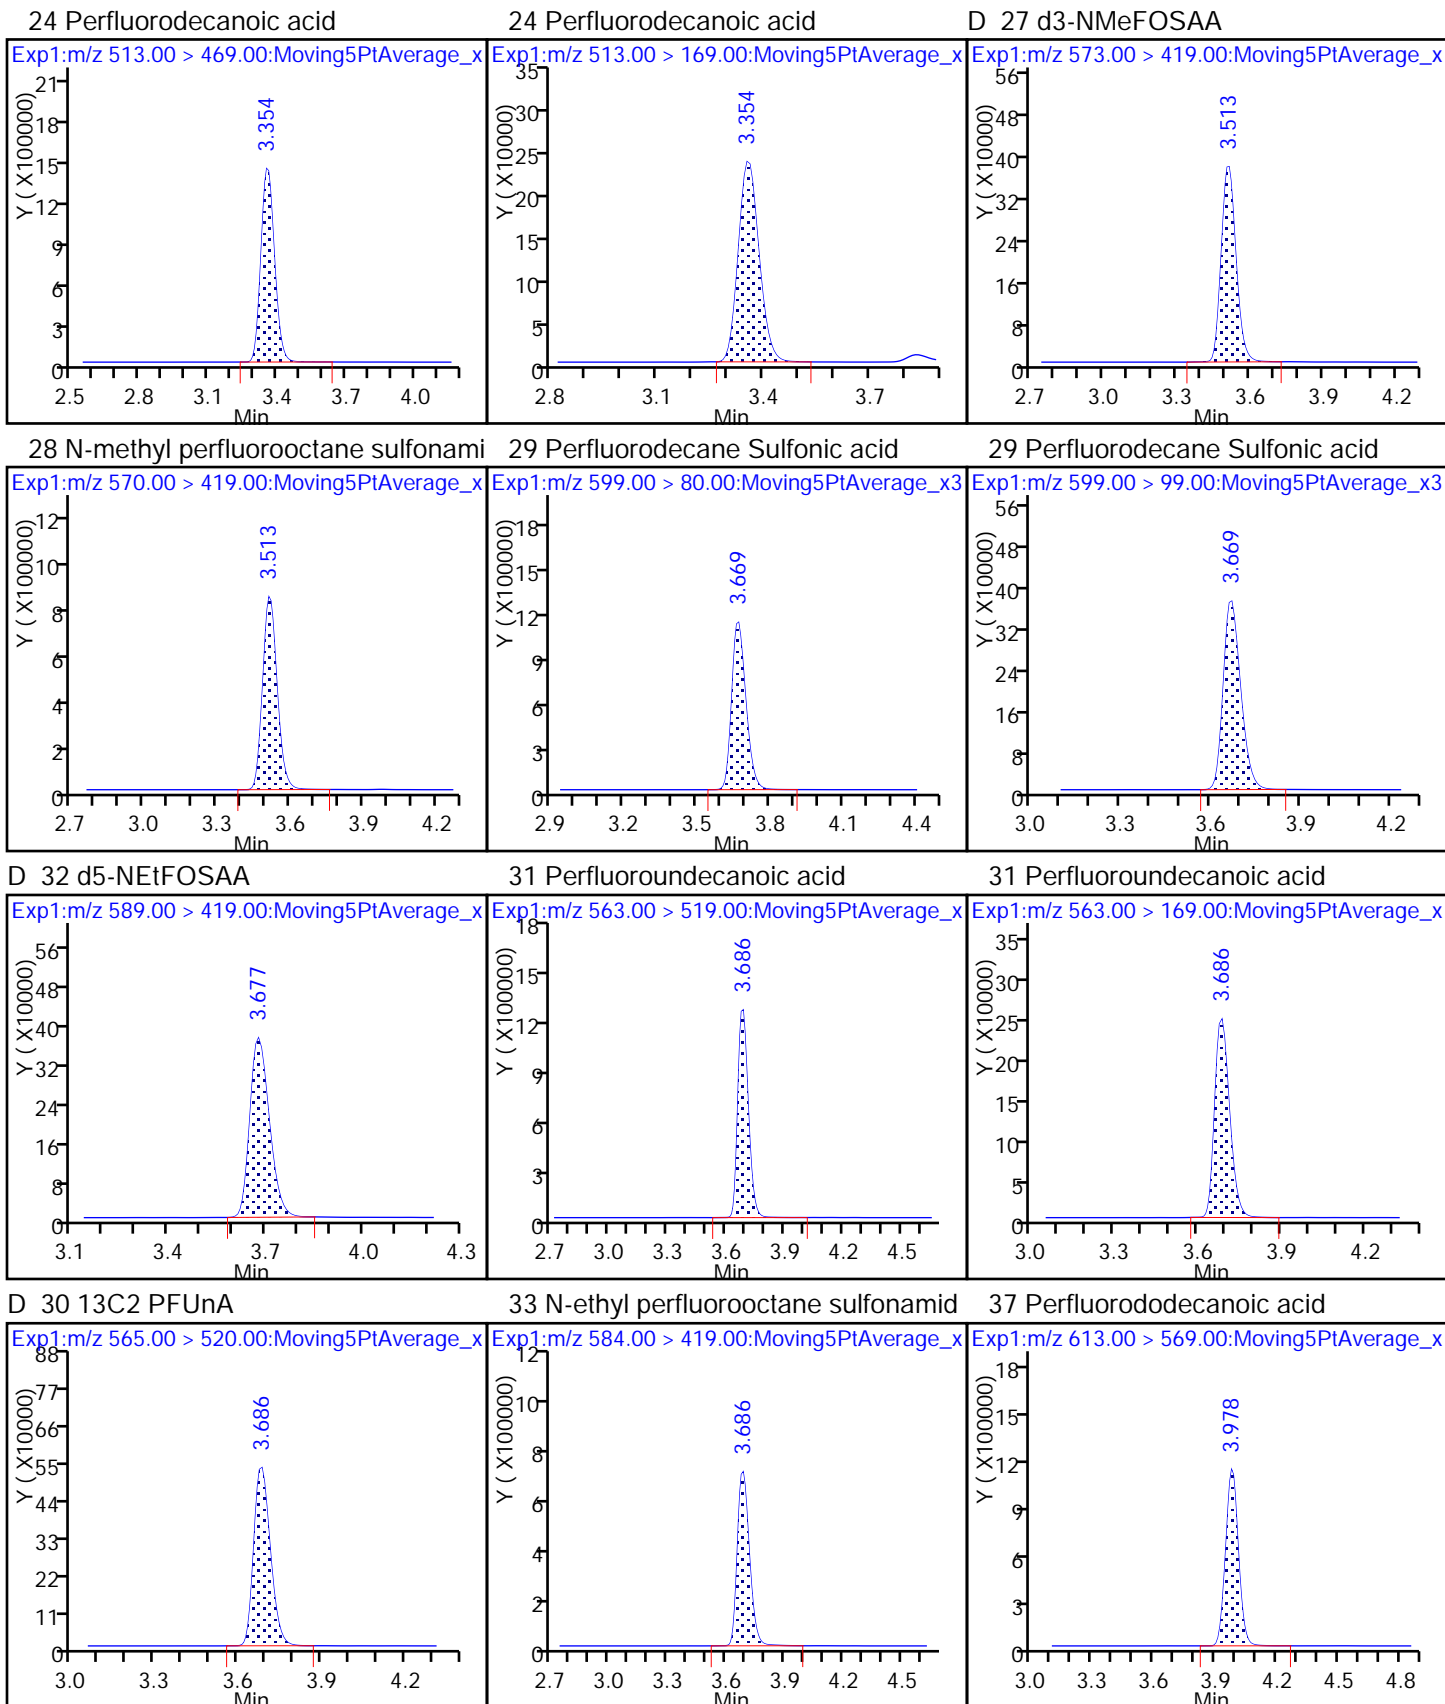 24 Perfluorodecanoic acid
Exp1:m/z 513.00 > 469.00:Moving5PtAverage_x
Y ( X100000)
21
18
15
12
9
6
3
0
3.354
2.5 2.8 3.1 3.4 3.7 4.0
Min
24 Perfluorodecanoic acid
Exp1:m/z 513.00 > 169.00:Moving5PtAverage_x
Y ( X10000)
35
30
25
20
15
10
5
0
3.354
2.8 3.1 3.4 3.7
Min
D 27 d3-NMeFOSAA
Exp1:m/z 573.00 > 419.00:Moving5PtAverage_x
Y ( X10000)
56
48
40
32
24
16
8
0
3.513
2.7 3.0 3.3 3.6 3.9 4.2
Min
28 N-methyl perfluorooctane sulfonami
Exp1:m/z 570.00 > 419.00:Moving5PtAverage_x
Y ( X100000)
12
10
8
6
4
2
0
3.513
2.7 3.0 3.3 3.6 3.9 4.2
Min
29 Perfluorodecane Sulfonic acid
Exp1:m/z 599.00 > 80.00:Moving5PtAverage_x3
Y ( X100000)
18
15
12
9
6
3
0
3.669
2.9 3.2 3.5 3.8 4.1 4.4
Min
29 Perfluorodecane Sulfonic acid
Exp1:m/z 599.00 > 99.00:Moving5PtAverage_x3
Y ( X10000)
56
48
40
32
24
16
8
0
3.669
3.0 3.3 3.6 3.9 4.2
Min
D 32 d5-NEtFOSAA
Exp1:m/z 589.00 > 419.00:Moving5PtAverage_x
Y ( X10000)
56
48
40
32
24
16
8
0
3.677
3.1 3.4 3.7 4.0 4.3
Min
31 Perfluoroundecanoic acid
Exp1:m/z 563.00 > 519.00:Moving5PtAverage_x
Y ( X100000)
18
15
12
9
6
3
0
3.686
2.7 3.0 3.3 3.6 3.9 4.2 4.5
Min
31 Perfluoroundecanoic acid
Exp1:m/z 563.00 > 169.00:Moving5PtAverage_x
Y ( X10000)
35
30
25
20
15
10
5
0
3.686
3.0 3.3 3.6 3.9 4.2
Min
D 30 13C2 PFUnA
Exp1:m/z 565.00 > 520.00:Moving5PtAverage_x
Y ( X10000)
88
77
66
55
44
33
22
11
0
3.686
3.0 3.3 3.6 3.9 4.2
Min
33 N-ethyl perfluorooctane sulfonamid
Exp1:m/z 584.00 > 419.00:Moving5PtAverage_x
Y ( X100000)
12
10
8
6
4
2
0
3.686
2.7 3.0 3.3 3.6 3.9 4.2 4.5
Min
37 Perfluorododecanoic acid
Exp1:m/z 613.00 > 569.00:Moving5PtAverage_x
Y ( X100000)
18
15
12
9
6
3
0
3.978
3.0 3.3 3.6 3.9 4.2 4.5 4.8
Min